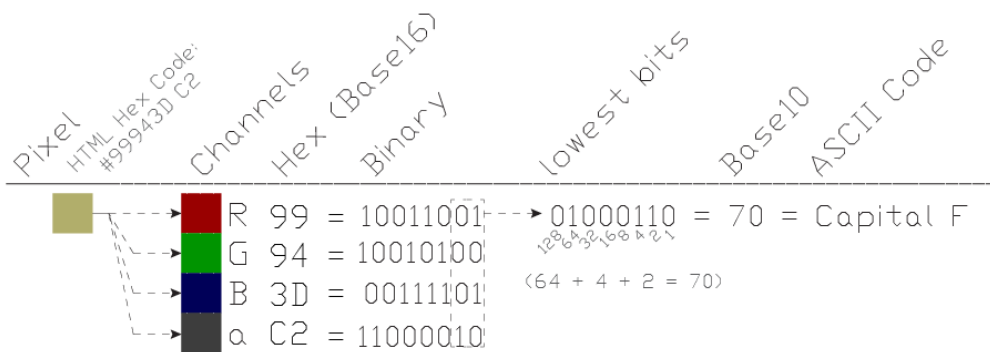 Pixel
HTML Hex Code:
#99943D C2
Channels
Hex (Base16)
Binary
lowest bits
Base10
ASCII Code
R 99 = 10011001 01000110 = 70 = Capital F
128 64 32 16 8 4 2 1
G 94 = 10010100
(64 + 4 + 2 = 70)
B 3D = 00111101
a C2 = 11000010